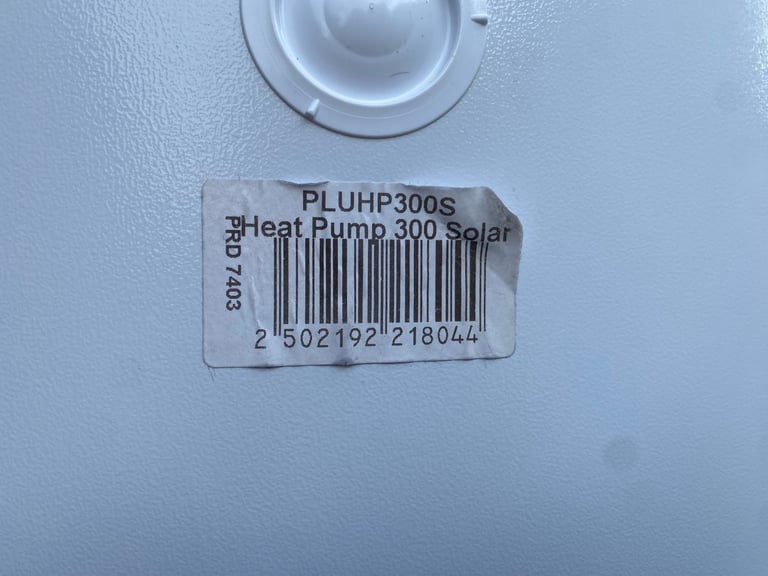 PLUHP300S
Heat Pump 300 Solar
PRD 7403
2 502192 218044